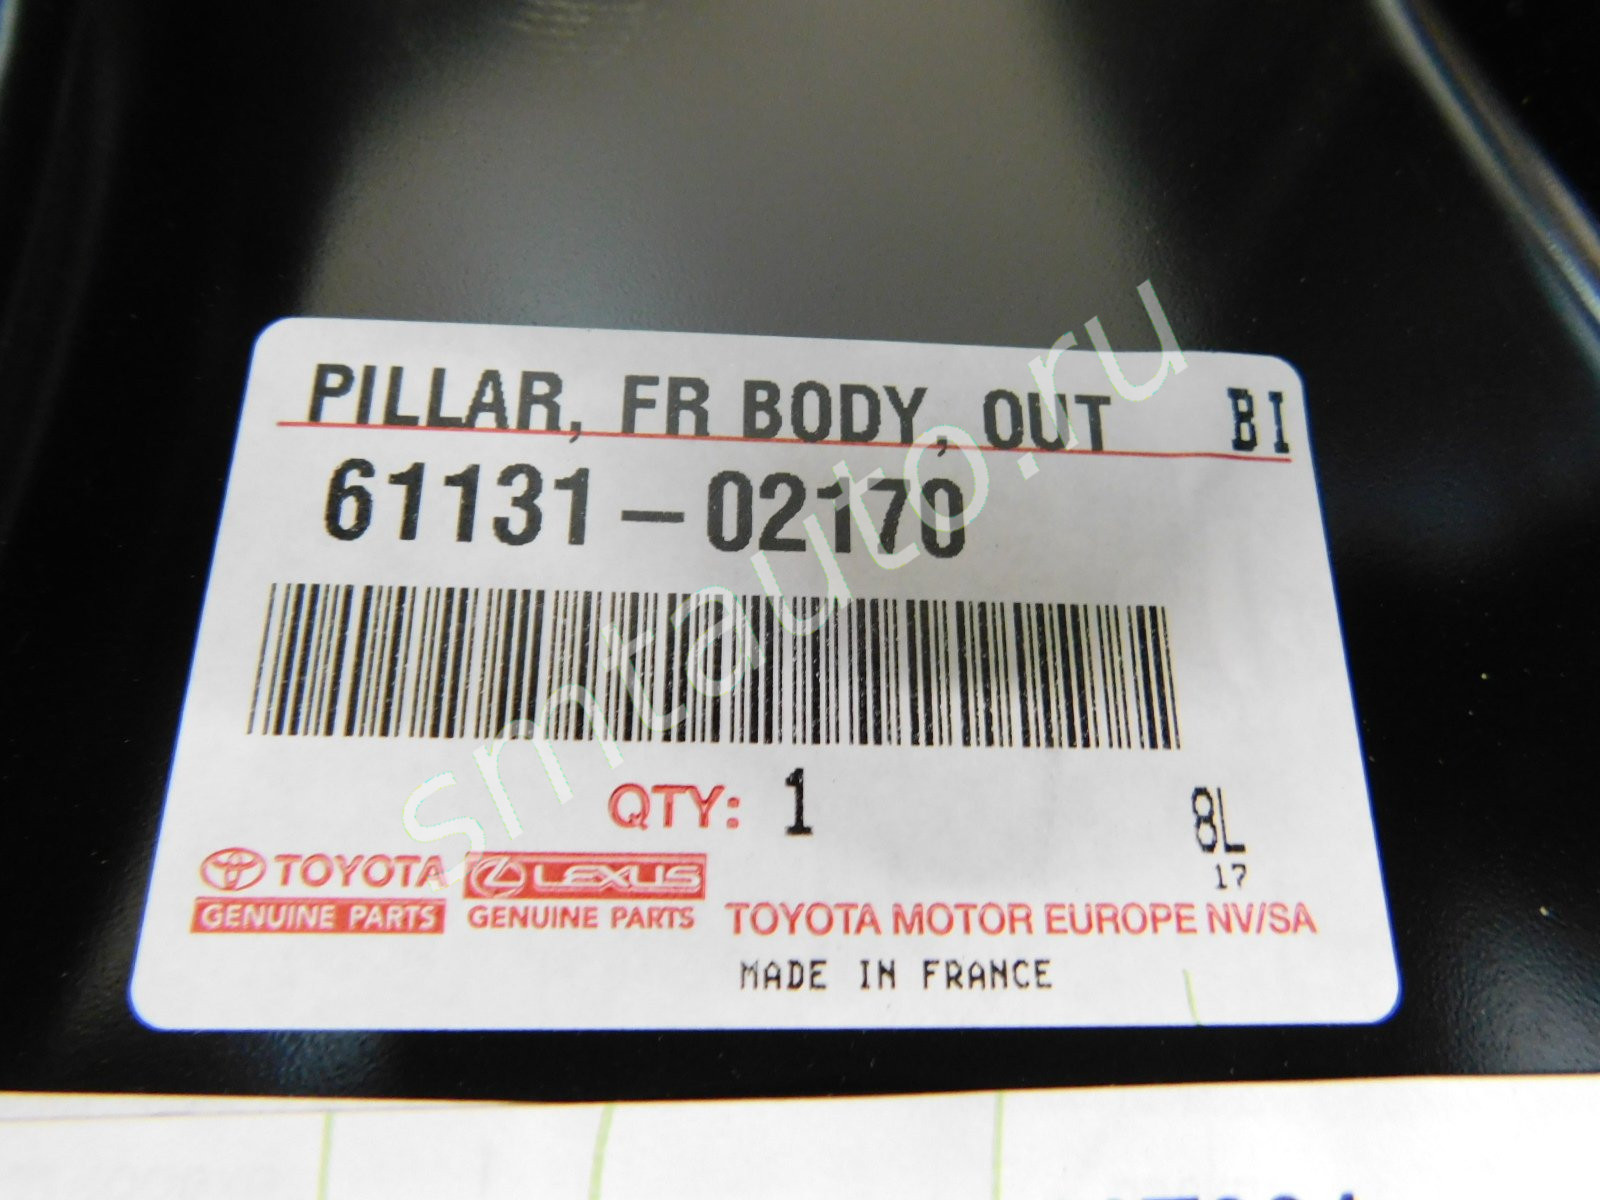 PILLAR, FR BODY, OUT BI
61131-02170
QTY: 1
8L
17
TOYOTA
GENUINE PARTS
LEXUS
GENUINE PARTS
TOYOTA MOTOR EUROPE NV/SA
MADE IN FRANCE
smtauto.ru